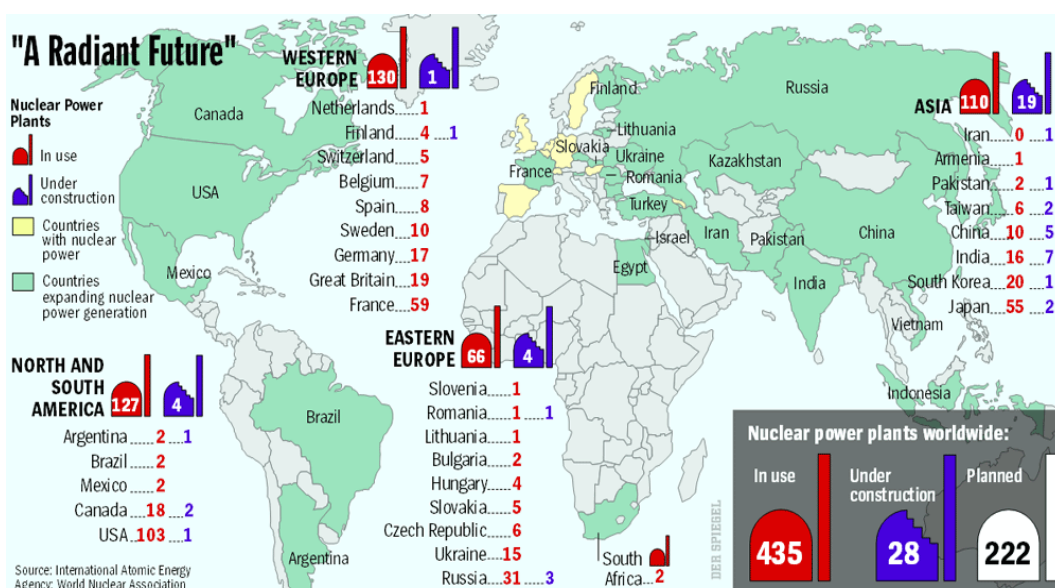 "A Radiant Future"
Nuclear Power
Plants
In use
Under
construction
Countries
with nuclear
power
Countries
expanding nuclear
power generation
WESTERN
EUROPE 130 1
Netherlands.....1
Finland.....4....1
Switzerland.....5
Belgium.....7
Spain.....8
Sweden....10
Germany....17
Great Britain....19
France....59
ASIA 110 19
Iran.....0....1
Armenia.....1
Pakistan.....2....1
Taiwan.....6....2
China....10....5
India....16....7
South Korea....20....1
Japan....55....2
NORTH AND
SOUTH
AMERICA 127 4
Argentina.....2....1
Brazil.....2
Mexico.....2
Canada....18....2
USA..103....1
EASTERN
EUROPE 66 4
Slovenia.....1
Romania.....1....1
Lithuania.....1
Bulgaria.....2
Hungary.....4
Slovakia.....5
Czech Republic.....6
Ukraine....15
Russia....31....3
South
Africa...2
Canada
USA
Mexico
Brazil
Argentina
Finland
Lithuania
Slovakia
Ukraine
France
Romania
Turkey
Israel
Egypt
Iran
Pakistan
Kazakhstan
Russia
China
India
Vietnam
Indonesia
Nuclear power plants worldwide:
In use
Under
construction
Planned
435 28 222
DER SPIEGEL
Source: International Atomic Energy
Agency; World Nuclear Association